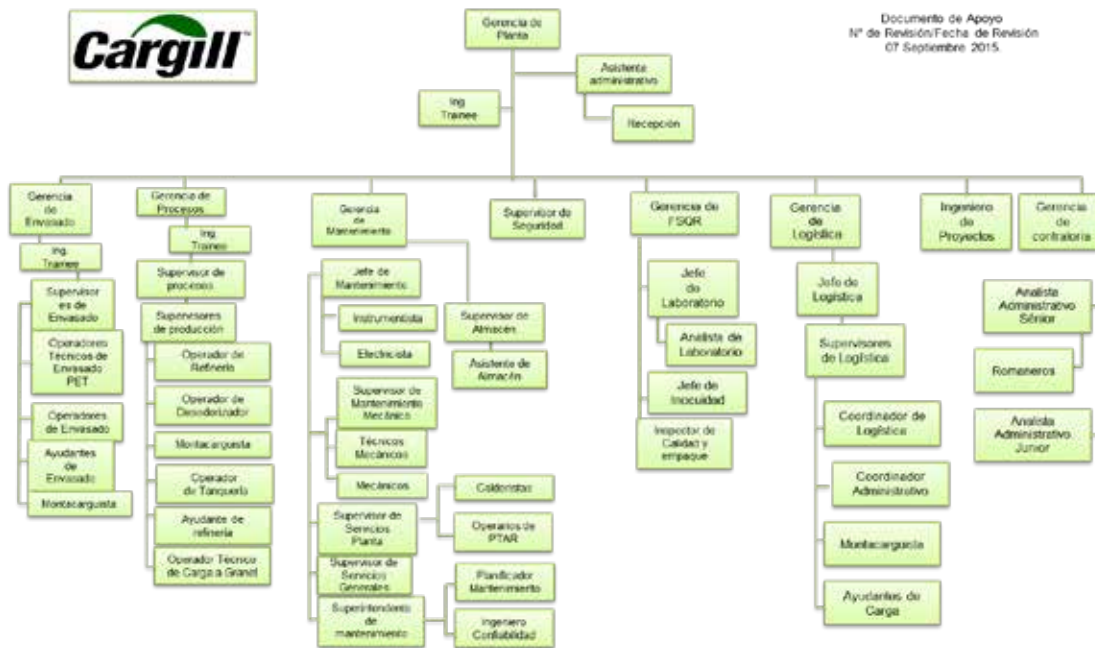 Cargill
Documento de Apoyo
N° de Revisión/Fecha de Revisión
07 Septiembre 2015.
Gerencia de
Planta
Asistente
administrativo
Ing.
Trainee
Recepción
Gerencia
de
Envasado
Ing.
Trainee
Supervisor
es de
Envasado
Operadores
Técnicos de
Envasado
PET
Operadores
de Envasado
Ayudantes
de
Envasado
Montacarguista
Gerencia de
Procesos
Ing.
Trainee
Supervisor de
procesos
Supervisores
de producción
Operador de
Refinería
Operador de
Desodorizador
Montacarguista
Operador
de Tanquería
Ayudante de
refinería
Operador Técnico
de Carga a Granel
Gerencia
de
Mantenimiento
Jefe de
Mantenimiento
Instrumentista
Electricista
Supervisor de
Mantenimiento
Mecánico
Técnicos
Mecánicos
Mecánicos
Supervisor de
Servicios
Planta
Calderistas
Operarios de
PTAR
Supervisor de
Servicios
Generales
Superintendente
de
mantenimiento
Planificador
Mantenimiento
Ingeniero
Confiabilidad
Supervisor de
Almacén
Asistente de
Almacén
Supervisor de
Seguridad
Gerencia de
FSQR
Jefe
de
Laboratorio
Analista de
Laboratorio
Jefe de
Inocuidad
Inspector de
Calidad y
empaque
Gerencia
de
Logística
Jefe de
Logística
Supervisores
de Logística
Coordinador de
Logística
Coordinador
Administrativo
Montacarguista
Ayudantes de
Carga
Ingeniero
de
Proyectos
Gerencia
de
contraloría
Analista
Administrativo
Sénior
Romaneros
Analista
Administrativo
Junior